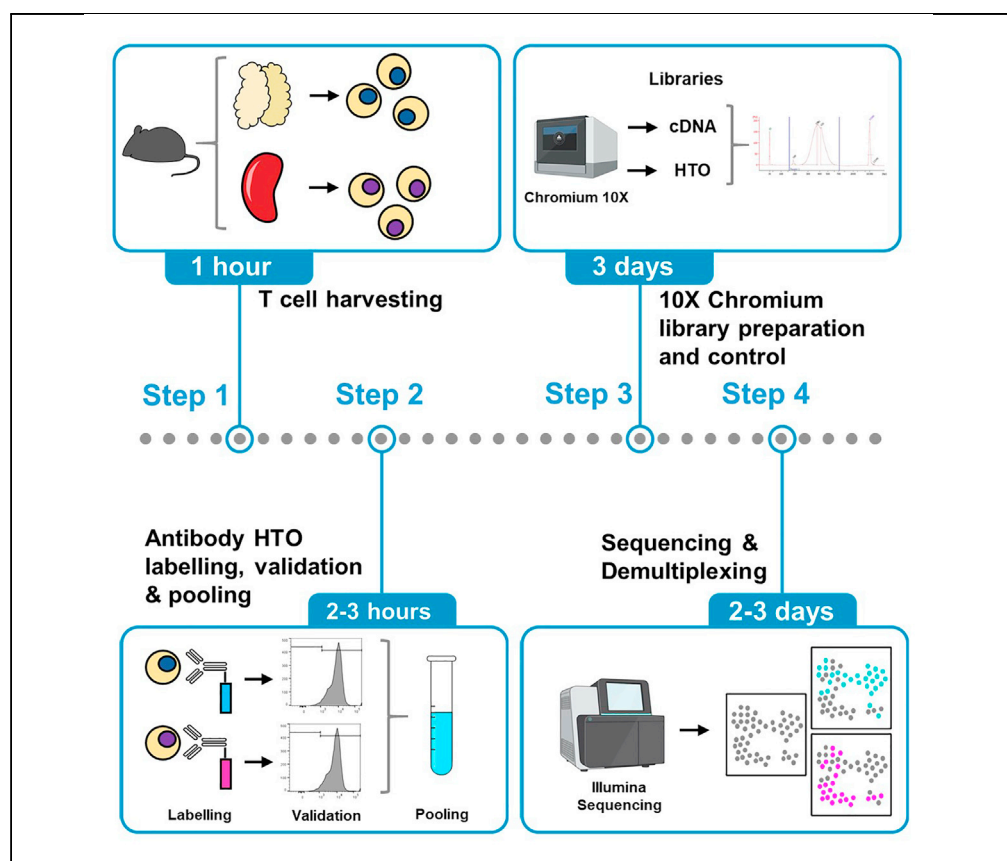 Libraries
cDNA
HTO
Chromium 10X
1 hour
3 days
T cell harvesting
10X Chromium
library preparation
and control
Step 1
Step 2
Step 3
Step 4
Antibody HTO
labelling, validation
& pooling
Sequencing &
Demultiplexing
2-3 hours
2-3 days
Labelling
Validation
Pooling
Illumina
Sequencing